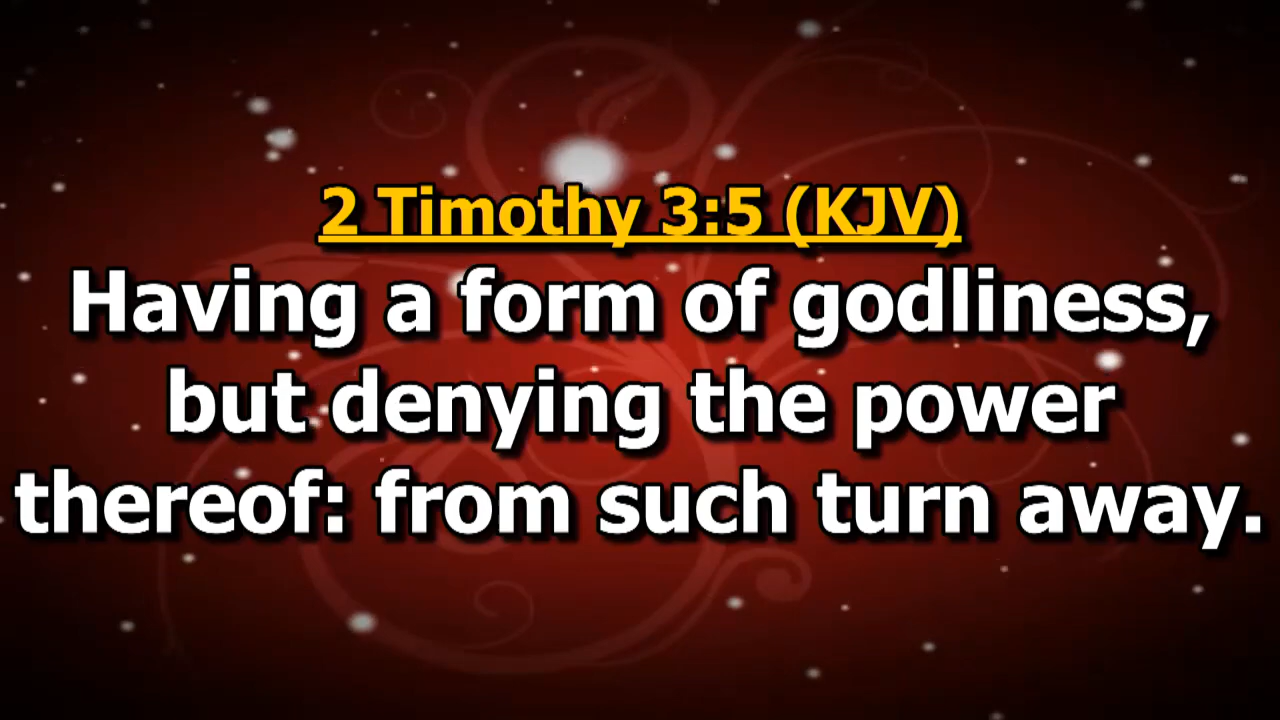 2 Timothy 3:5 (KJV)
Having a form of godliness,
but denying the power
thereof: from such turn away.